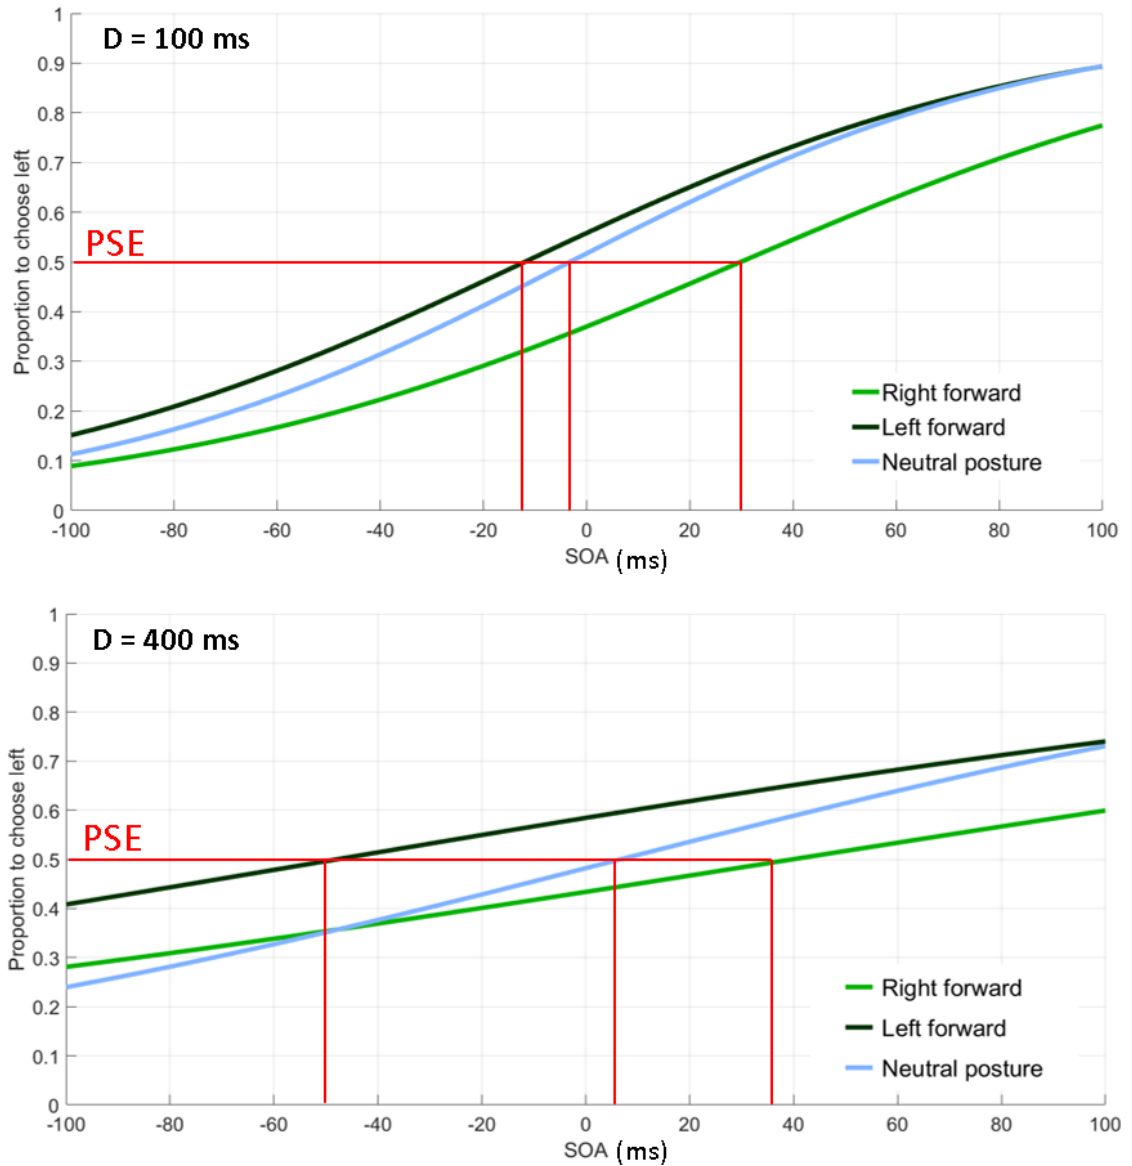 D = 100 ms
1
0.9
0.8
0.7
0.6
0.5
0.4
0.3
0.2
0.1
0
Proportion to choose left
PSE
Right forward
Left forward
Neutral posture
-100 -80 -60 -40 -20 0 20 40 60 80 100
SOA (ms)
D = 400 ms
1
0.9
0.8
0.7
0.6
0.5
0.4
0.3
0.2
0.1
0
Proportion to choose left
PSE
Right forward
Left forward
Neutral posture
-100 -80 -60 -40 -20 0 20 40 60 80 100
SOA (ms)